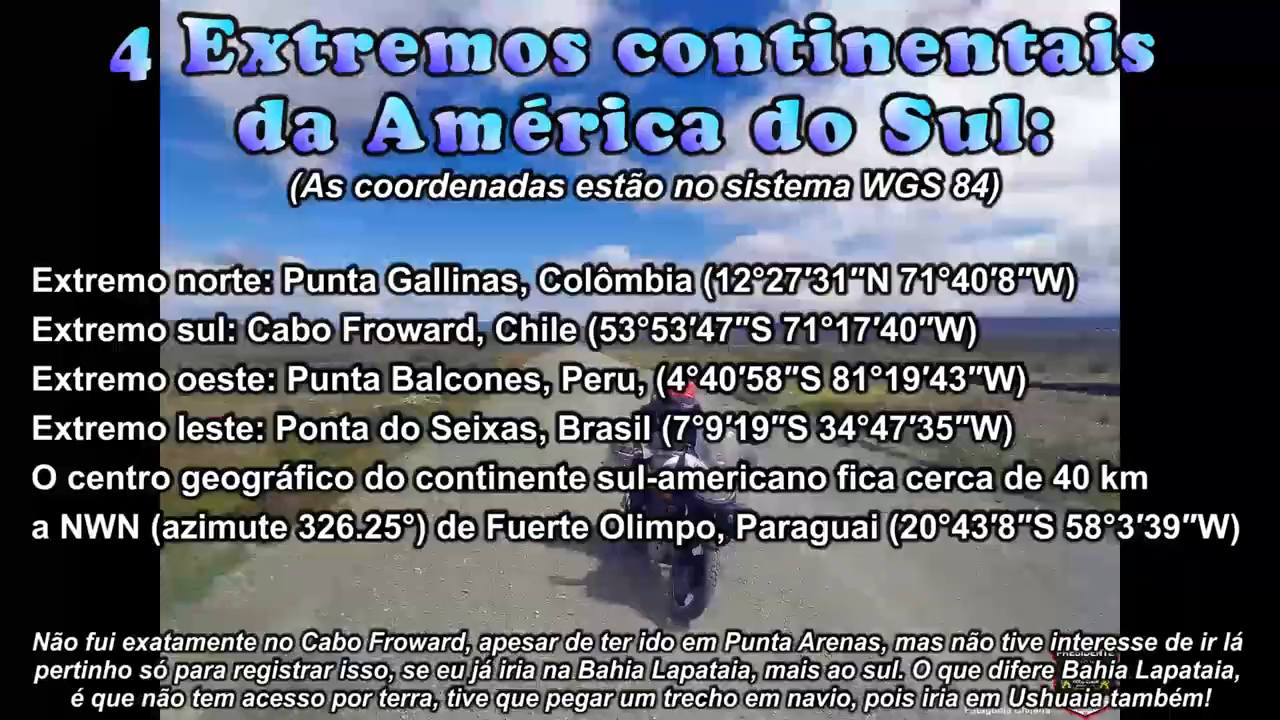 4 Extremos continentais
da América do Sul:
(As coordenadas estão no sistema WGS 84)
Extremo norte: Punta Gallinas, Colômbia (12°27′31″N 71°40′8″W)
Extremo sul: Cabo Froward, Chile (53°53′47″S 71°17′40″W)
Extremo oeste: Punta Balcones, Peru, (4°40′58″S 81°19′43″W)
Extremo leste: Ponta do Seixas, Brasil (7°9′19″S 34°47′35″W)
O centro geográfico do continente sul-americano fica cerca de 40 km
a NWN (azimute 326.25°) de Fuerte Olimpo, Paraguai (20°43′8″S 58°3′39″W)
Não fui exatamente no Cabo Froward, apesar de ter ido em Punta Arenas, mas não tive interesse de ir lá
pertinho só para registrar isso, se eu já iria na Bahia Lapataia, mais ao sul. O que difere Bahia Lapataia,
é que não tem acesso por terra, tive que pegar um trecho em navio, pois iria em Ushuaia também!
PRESIDENTE